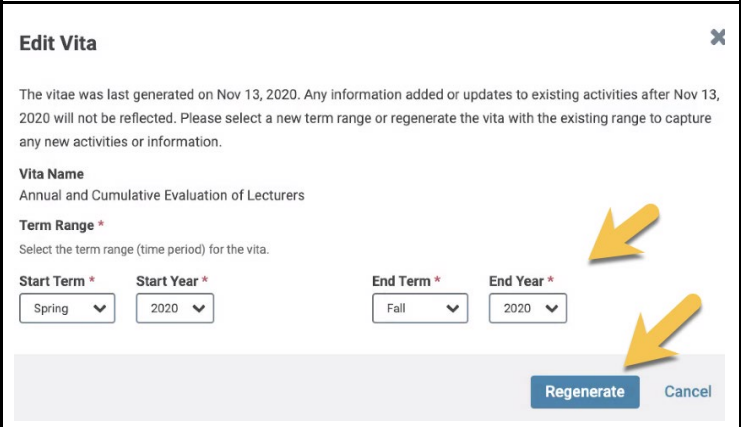 Edit Vita
The vitae was last generated on Nov 13, 2020. Any information added or updates to existing activities after Nov 13,
2020 will not be reflected. Please select a new term range or regenerate the vita with the existing range to capture
any new activities or information.
Vita Name
Annual and Cumulative Evaluation of Lecturers
Term Range *
Select the term range (time period) for the vita.
Start Term * Start Year * End Term * End Year *
Spring 2020 Fall 2020
Regenerate Cancel